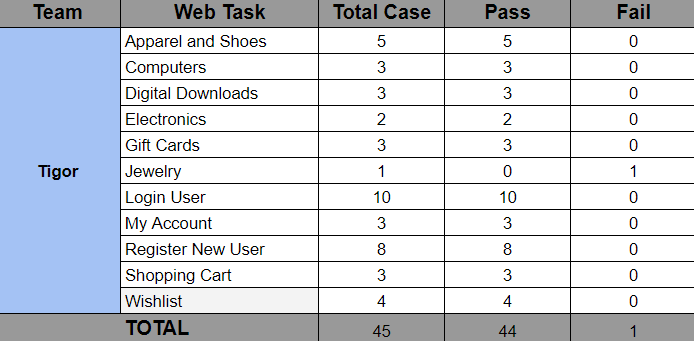 Team Web Task Total Case Pass Fail
Apparel and Shoes 5 5 0
Computers 3 3 0
Digital Downloads 3 3 0
Electronics 2 2 0
Gift Cards 3 3 0
Tigor Jewelry 1 0 1
Login User 10 10 0
My Account 3 3 0
Register New User 8 8 0
Shopping Cart 3 3 0
Wishlist 4 4 0
TOTAL 45 44 1